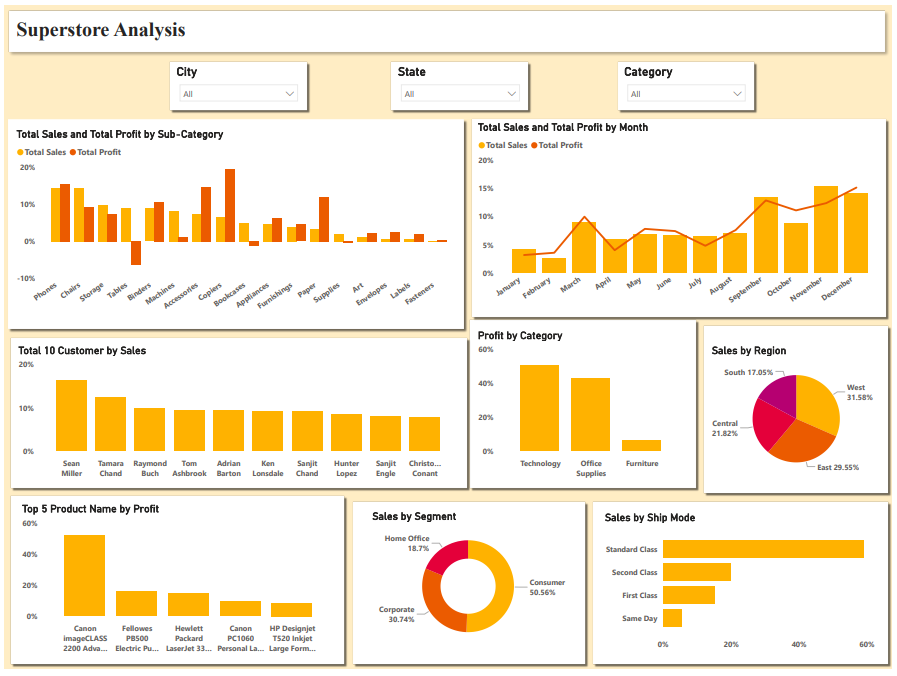 Superstore Analysis
City
All
State
All
Category
All
Total Sales and Total Profit by Sub-Category
Total Sales Total Profit
20%
10%
0%
-10%
Phones Chairs Storage Tables Binders Machines Accessories Copiers Bookcases Appliances Furnishings Paper Supplies Art Envelopes Labels Fasteners
Total Sales and Total Profit by Month
Total Sales Total Profit
20%
15%
10%
5%
0%
January February March April May June July August September October November December
Total 10 Customer by Sales
20%
10%
0%
Sean Tamara Raymond Tom Adrian Ken Sanjit Hunter Sanjit Christo...
Miller Chand Buch Ashbrook Barton Lonsdale Chand Lopez Engle Conant
Profit by Category
60%
40%
20%
0%
Technology Office Furniture
Supplies
Sales by Region
South 17.05%
West
31.58%
Central
21.82%
East 29.55%
Top 5 Product Name by Profit
60%
40%
20%
0%
Canon Fellowes Hewlett Canon HP Designjet
imageCLASS PB500 Packard PC1060 T520 Inkjet
2200 Adva... Electric Pu... LaserJet 33... Personal La... Large Form...
Sales by Segment
Home Office
18.7%
Consumer
50.56%
Corporate
30.74%
Sales by Ship Mode
Standard Class
Second Class
First Class
Same Day
0% 20% 40% 60%